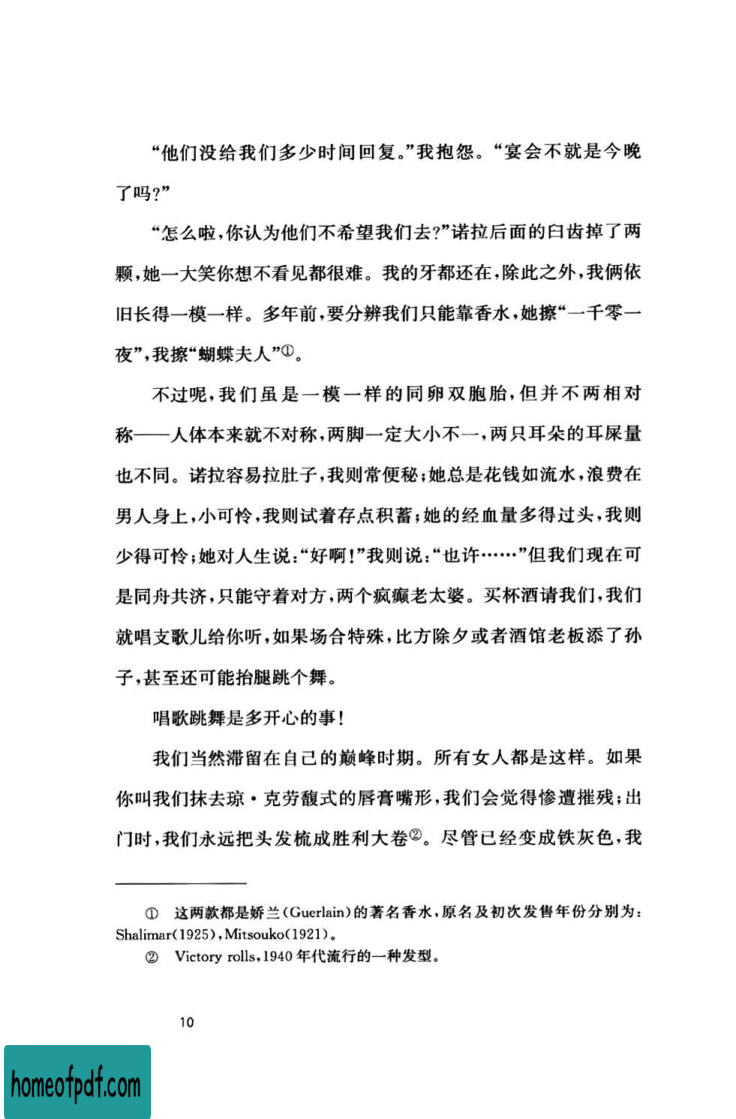 “他们没给我们多少时间回复。”我抱怨。“宴会不就是今晚
了吗?”
“怎么啦,你认为他们不希望我们去?”诺拉后面的臼齿掉了两
颗,她一大笑你想不看见都很难。我的牙都还在,除此之外,我俩依
旧长得一模一样。多年前,要分辨我们只能靠香水,她擦“一千零一
夜”,我擦“蝴蝶夫人”①。
不过呢,我们虽是一模一样的同卵双胞胎,但并不两相对
称——人体本来就不对称,两脚一定大小不一,两只耳朵的耳屎量
也不同。诺拉容易拉肚子,我则常便秘;她总是花钱如流水,浪费在
男人身上,小可怜,我则试着存点积蓄;她的经血量多得过头,我则
少得可怜;她对人生说:“好啊!”我则说:“也许……”但我们现在可
是同舟共济,只能守着对方,两个疯癫老太婆。买杯酒请我们,我们
就唱支歌儿给你听,如果场合特殊,比方除夕或者酒馆老板添了孙
子,甚至还可能抬腿跳个舞。
唱歌跳舞是多开心的事!
我们当然滞留在自己的巅峰时期。所有女人都是这样。如果
你叫我们抹去琼·克劳馥式的唇膏嘴形,我们会觉得惨遭摧残;出
门时,我们永远把头发梳成胜利大卷②。尽管已经变成铁灰色,我
① 这两款都是娇兰(Guerlain)的著名香水,原名及初次发售年份分别为:
Shalimar(1925),Mitsouko(1921)。
② Victory rolls,1940年代流行的一种发型。
10
homeofpdf.com